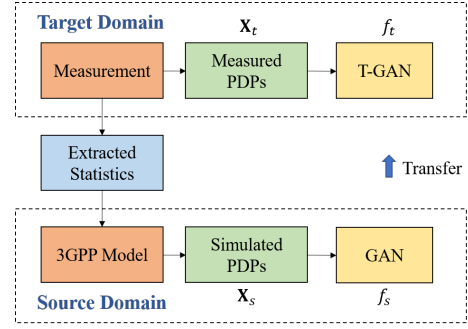 Target Domain
X_t
f_t
Measurement
Measured
PDPs
T-GAN
Extracted
Statistics
Transfer
3GPP Model
Simulated
PDPs
GAN
Source Domain
X_s
f_s